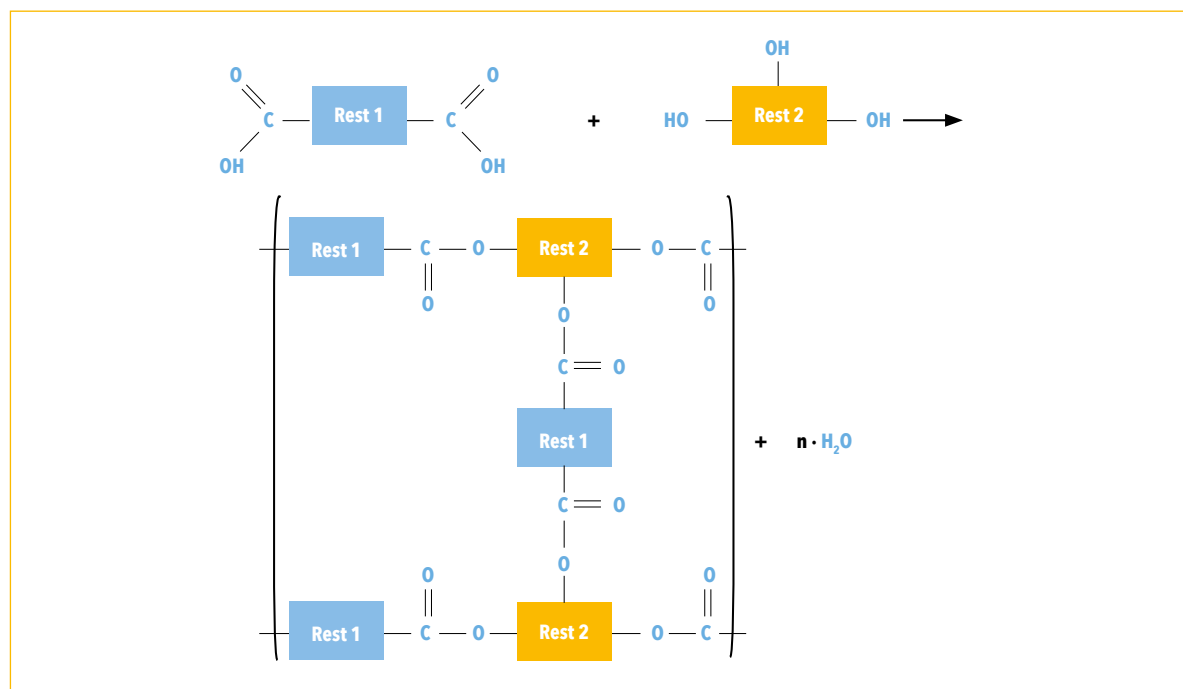 OH
O O
Rest 1 + HO Rest 2 OH
C C
OH OH
Rest 1 C O Rest 2 O C
O O
O
C O
Rest 1 + n · H₂O
C O
O O O
Rest 1 C O Rest 2 O C